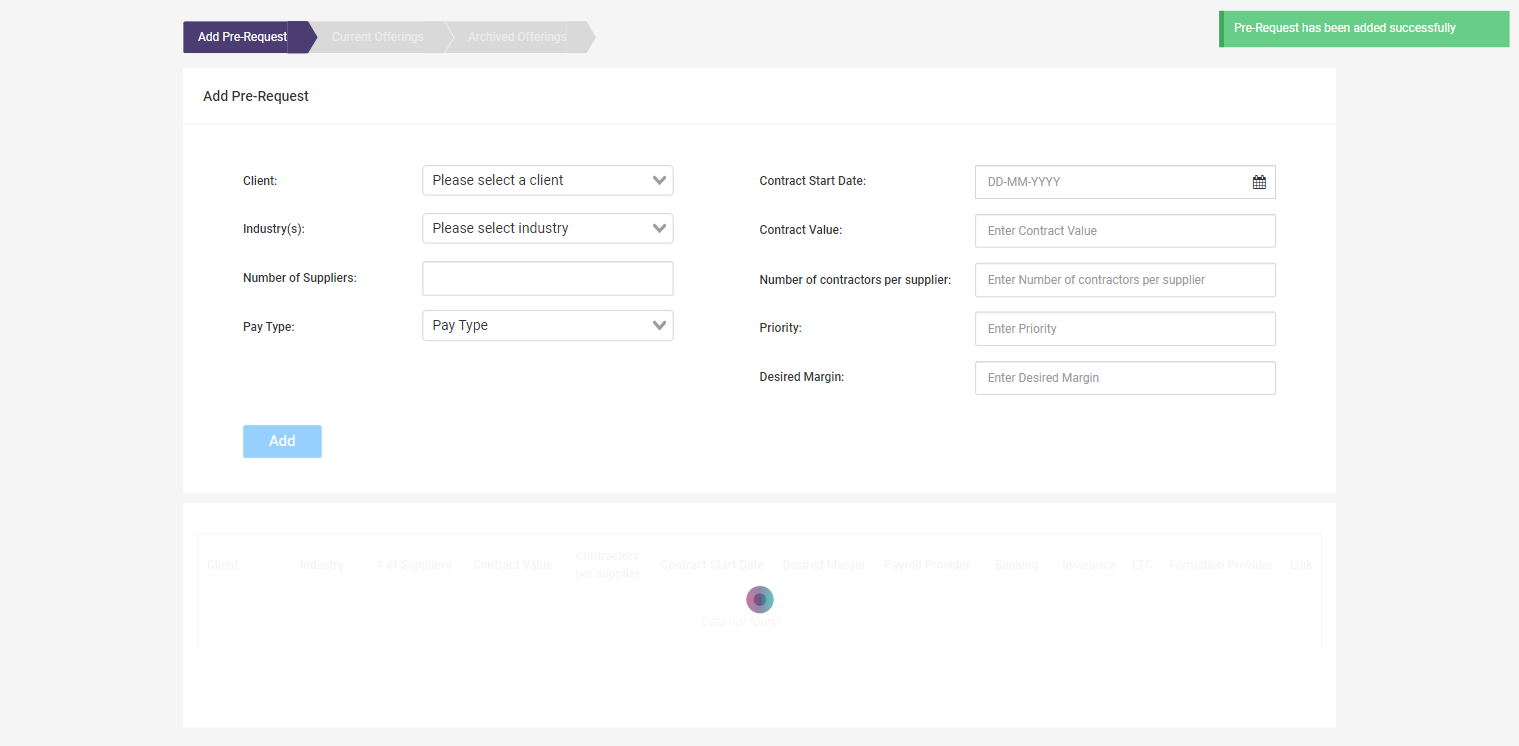 Add Pre-Request
Current Offerings
Archived Offerings
Pre-Request has been added successfully
Add Pre-Request
Client:
Please select a client
Contract Start Date:
DD-MM-YYYY
Industry(s):
Please select industry
Contract Value:
Enter Contract Value
Number of Suppliers:
Number of contractors per supplier:
Enter Number of contractors per supplier
Pay Type:
Pay Type
Priority:
Enter Priority
Desired Margin:
Enter Desired Margin
Add
Client
Industry
# of Suppliers
Contract Value
Contractors
per supplier
Contract Start Date
Desired Margin
Payroll Provider
Banking
Insurance
LTC
Formation Provider
Link
Data not found